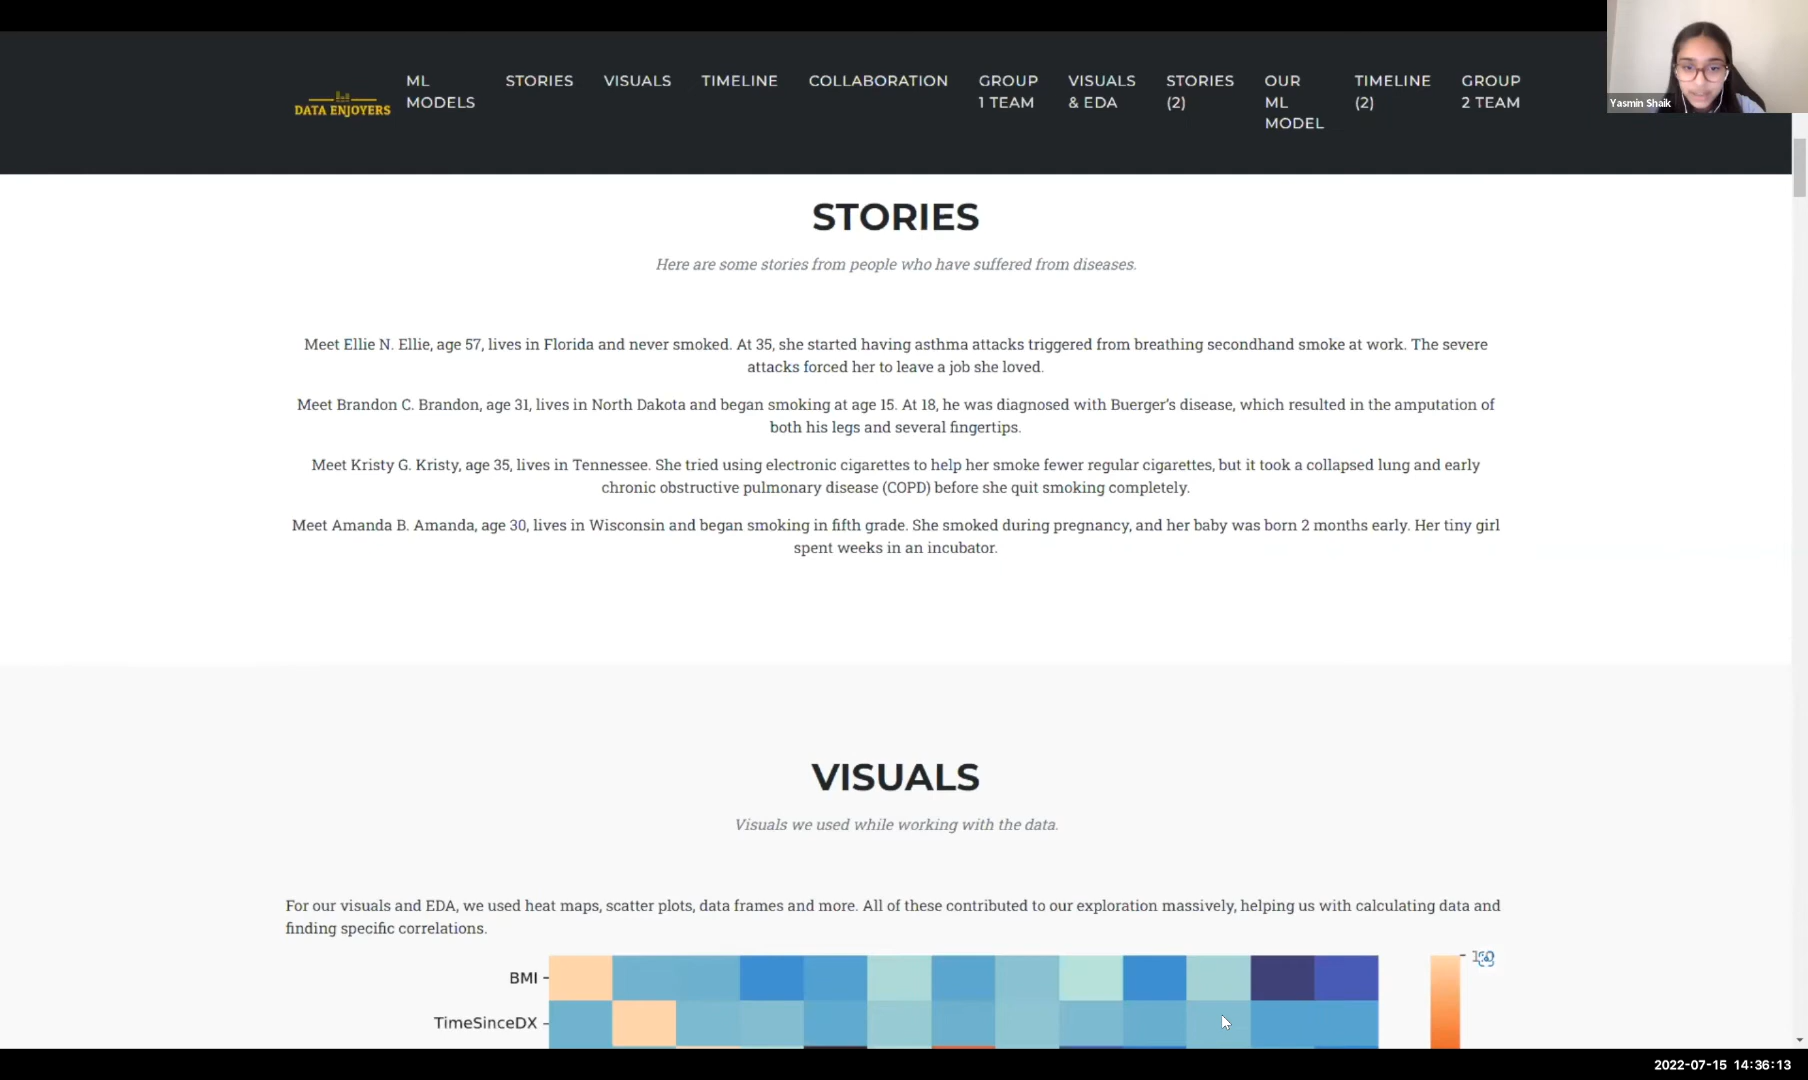 DATA ENJOYERS
ML
MODELS
STORIES
VISUALS
TIMELINE
COLLABORATION
GROUP
1 TEAM
VISUALS
& EDA
STORIES
(2)
OUR
ML
MODEL
TIMELINE
(2)
GROUP
2 TEAM
Yasmin Shaik
STORIES
Here are some stories from people who have suffered from diseases.
Meet Ellie N. Ellie, age 57, lives in Florida and never smoked. At 35, she started having asthma attacks triggered from breathing secondhand smoke at work. The severe
attacks forced her to leave a job she loved.
Meet Brandon C. Brandon, age 31, lives in North Dakota and began smoking at age 15. At 18, he was diagnosed with Buerger's disease, which resulted in the amputation of
both his legs and several fingertips.
Meet Kristy G. Kristy, age 35, lives in Tennessee. She tried using electronic cigarettes to help her smoke fewer regular cigarettes, but it took a collapsed lung and early
chronic obstructive pulmonary disease (COPD) before she quit smoking completely.
Meet Amanda B. Amanda, age 30, lives in Wisconsin and began smoking in fifth grade. She smoked during pregnancy, and her baby was born 2 months early. Her tiny girl
spent weeks in an incubator.
VISUALS
Visuals we used while working with the data.
For our visuals and EDA, we used heat maps, scatter plots, data frames and more. All of these contributed to our exploration massively, helping us with calculating data and
finding specific correlations.
BMI
TimeSinceDX
2022-07-15 14:36:13